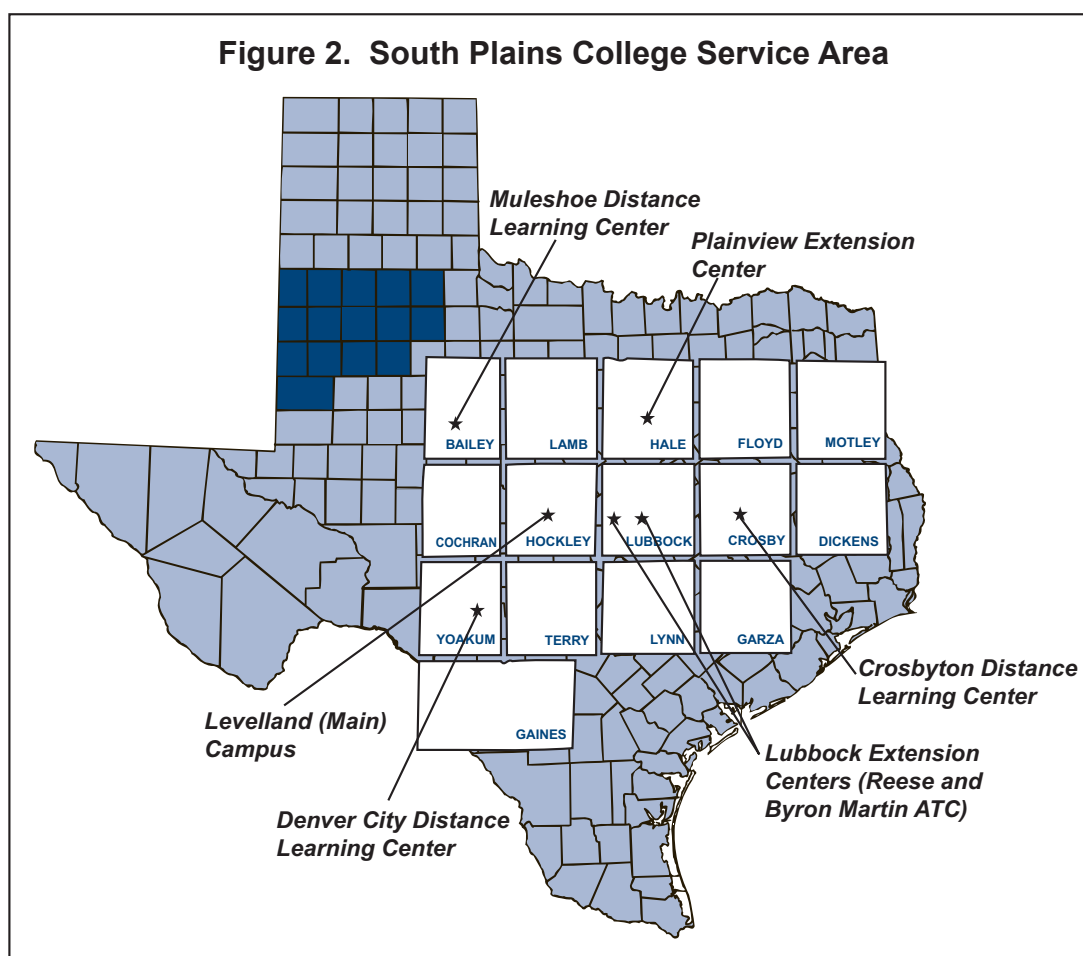 Figure 2.  South Plains College Service Area
Muleshoe Distance
Learning Center
Plainview Extension
Center
BAILEY
LAMB
HALE
FLOYD
MOTLEY
COCHRAN
HOCKLEY
LUBBOCK
CROSBY
DICKENS
YOAKUM
TERRY
LYNN
GARZA
GAINES
Crosbyton Distance
Learning Center
Levelland (Main)
Campus
Lubbock Extension
Centers (Reese and
Byron Martin ATC)
Denver City Distance
Learning Center